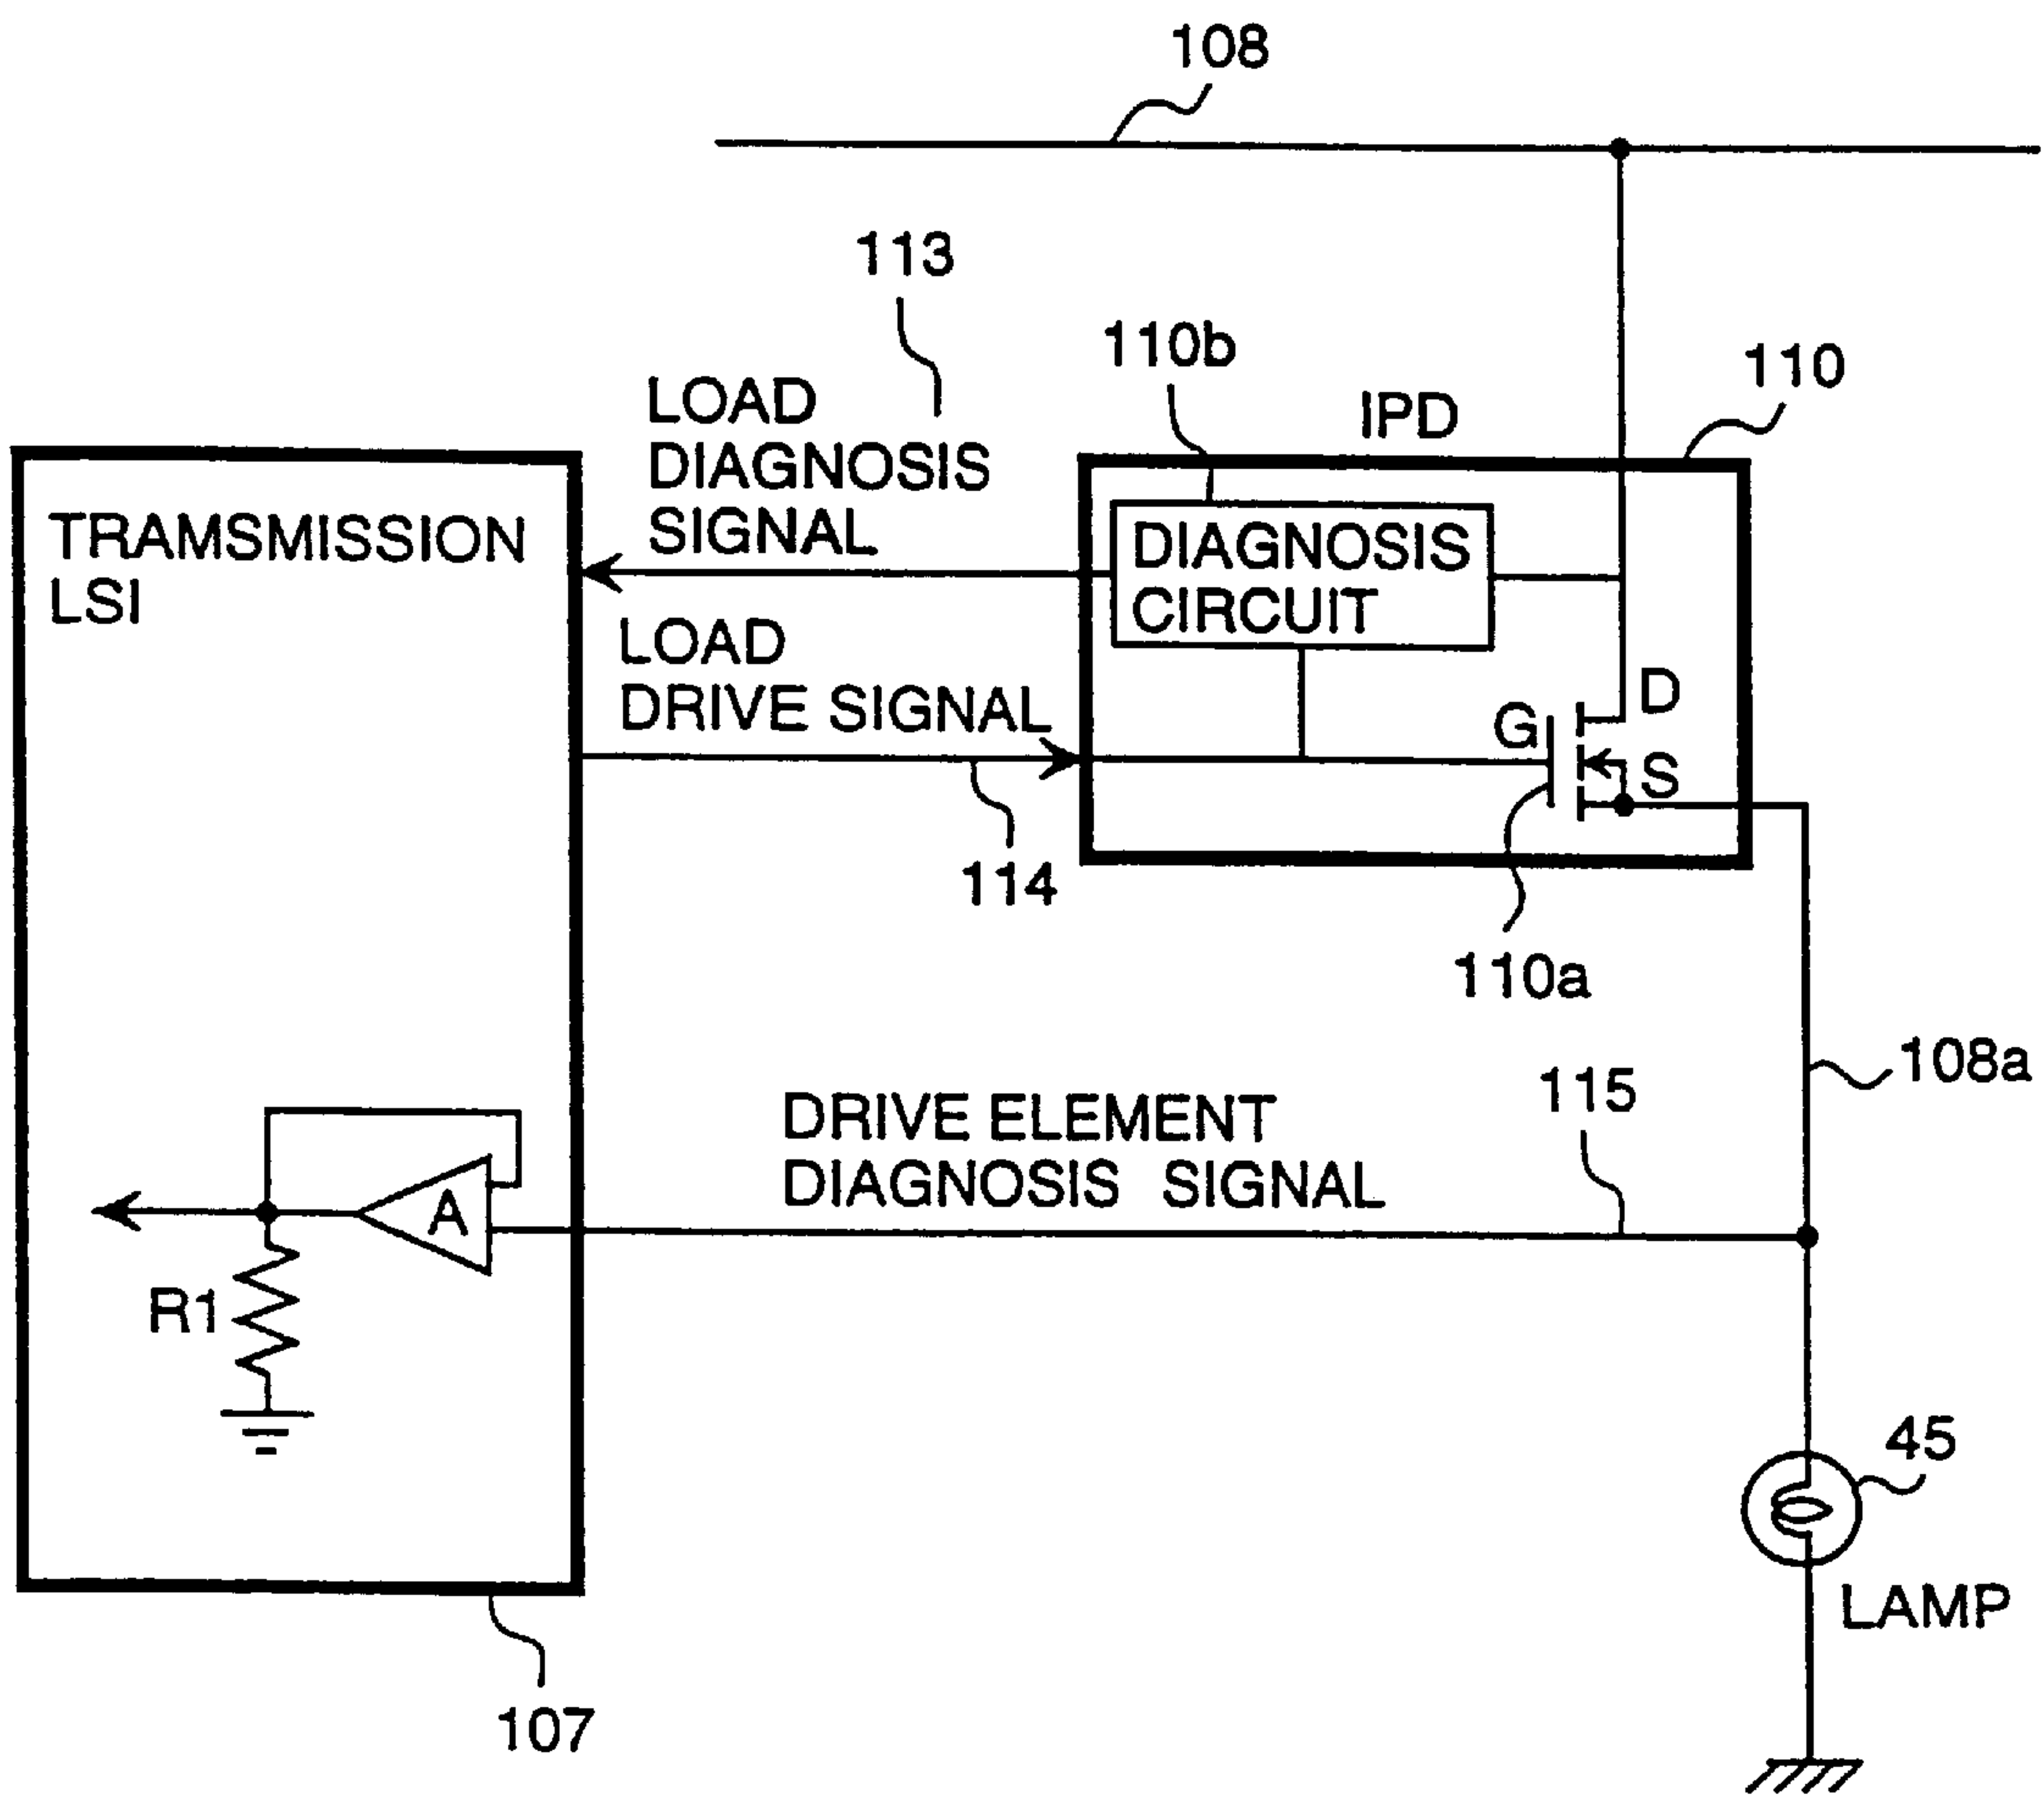 108
113
110b
110
IPD
LOAD
DIAGNOSIS
SIGNAL
TRAMSMISSION
LSI
DIAGNOSIS
CIRCUIT
LOAD
DRIVE SIGNAL
G
D
S
114
110a
108a
115
DRIVE ELEMENT
DIAGNOSIS SIGNAL
A
R1
45
LAMP
107